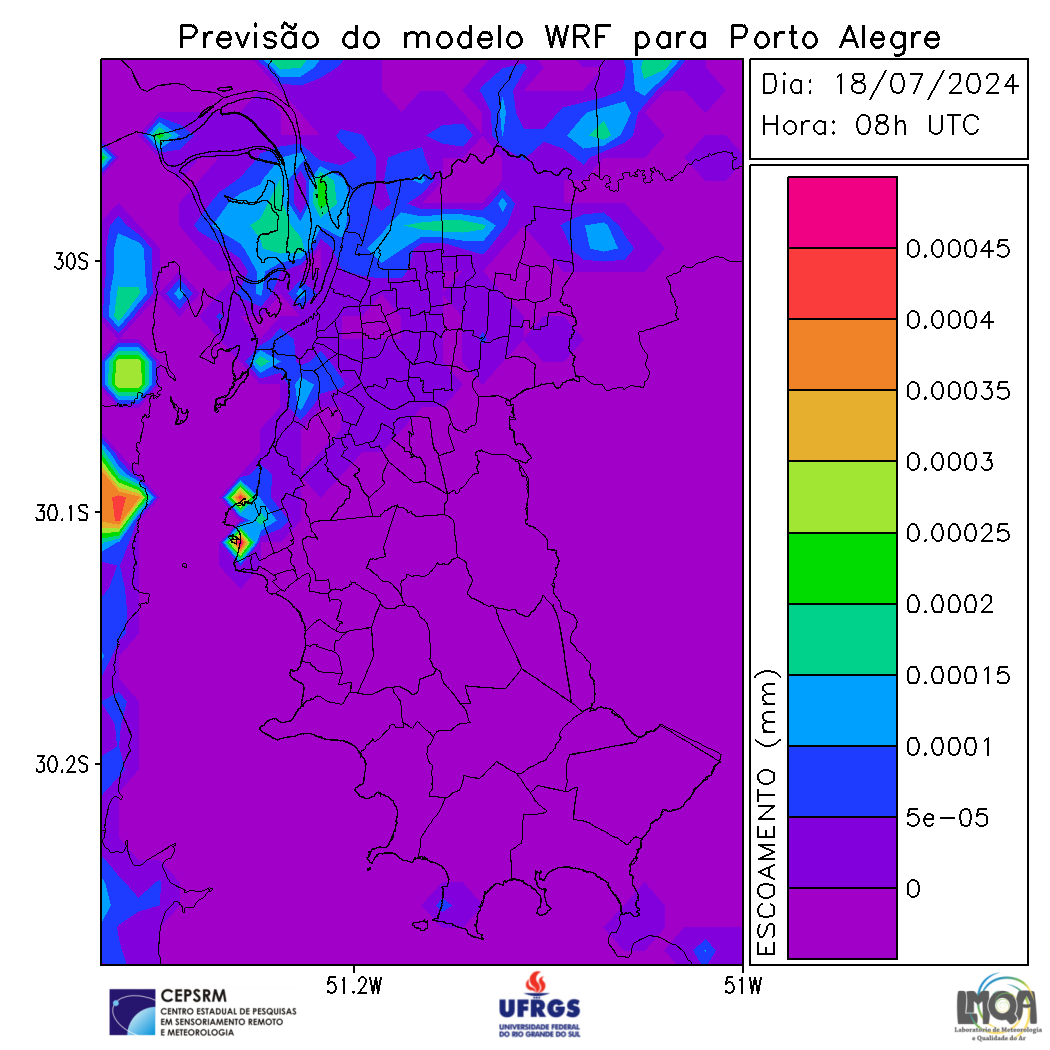 Previsão do modelo WRF para Porto Alegre
Dia: 18/07/2024
Hora: 08h UTC
0.00045
0.0004
0.00035
0.0003
0.00025
0.0002
0.00015
0.0001
5e-05
0
ESCOAMENTO (mm)
30S
30.1S
30.2S
51.2W
51W
CEPSRM
CENTRO ESTADUAL DE PESQUISAS
EM SENSORIAMENTO REMOTO
E METEOROLOGIA
UFRGS
UNIVERSIDADE FEDERAL
DO RIO GRANDE DO SUL
LMQA
Laboratório de Meteorologia
e Qualidade do Ar